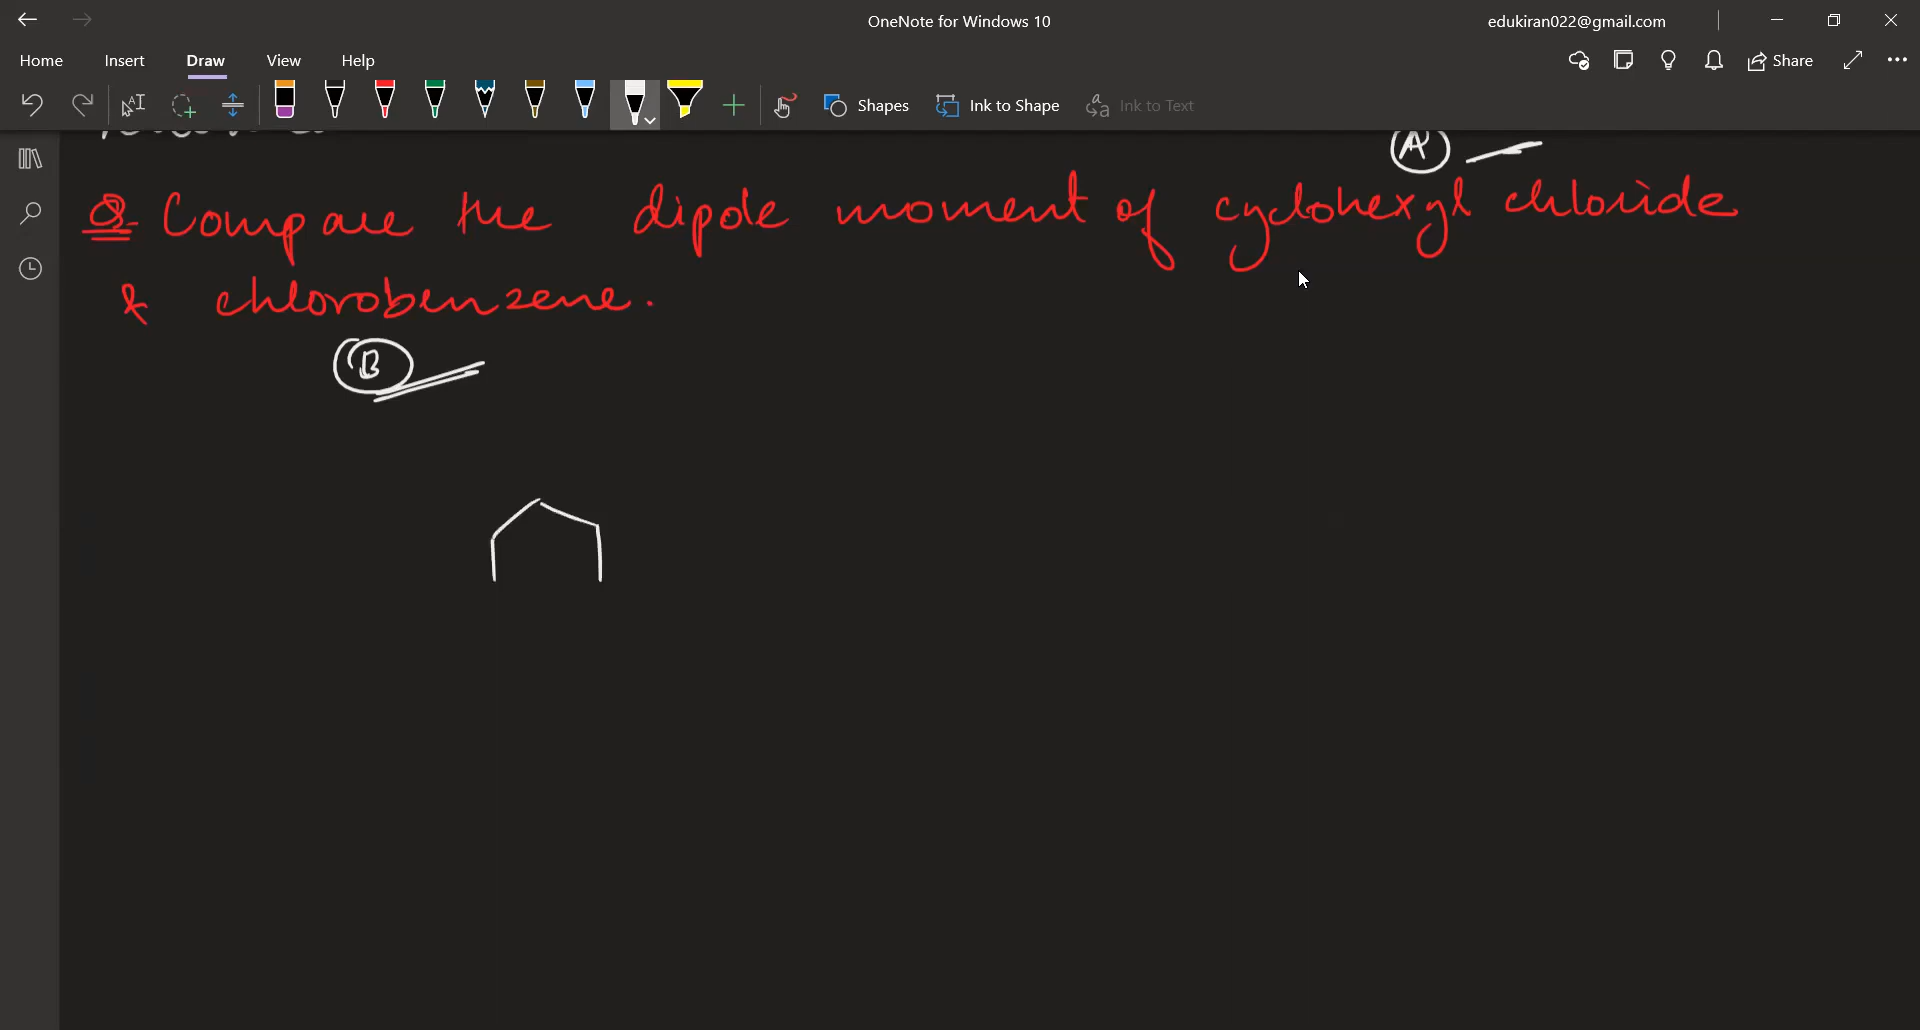 OneNote for Windows 10
edukiran022@gmail.com
Home Insert Draw View Help
Share
Shapes Ink to Shape Ink to Text
A
Q Compare the dipole moment of cyclohexyl chloride
& chlorobenzene.
B